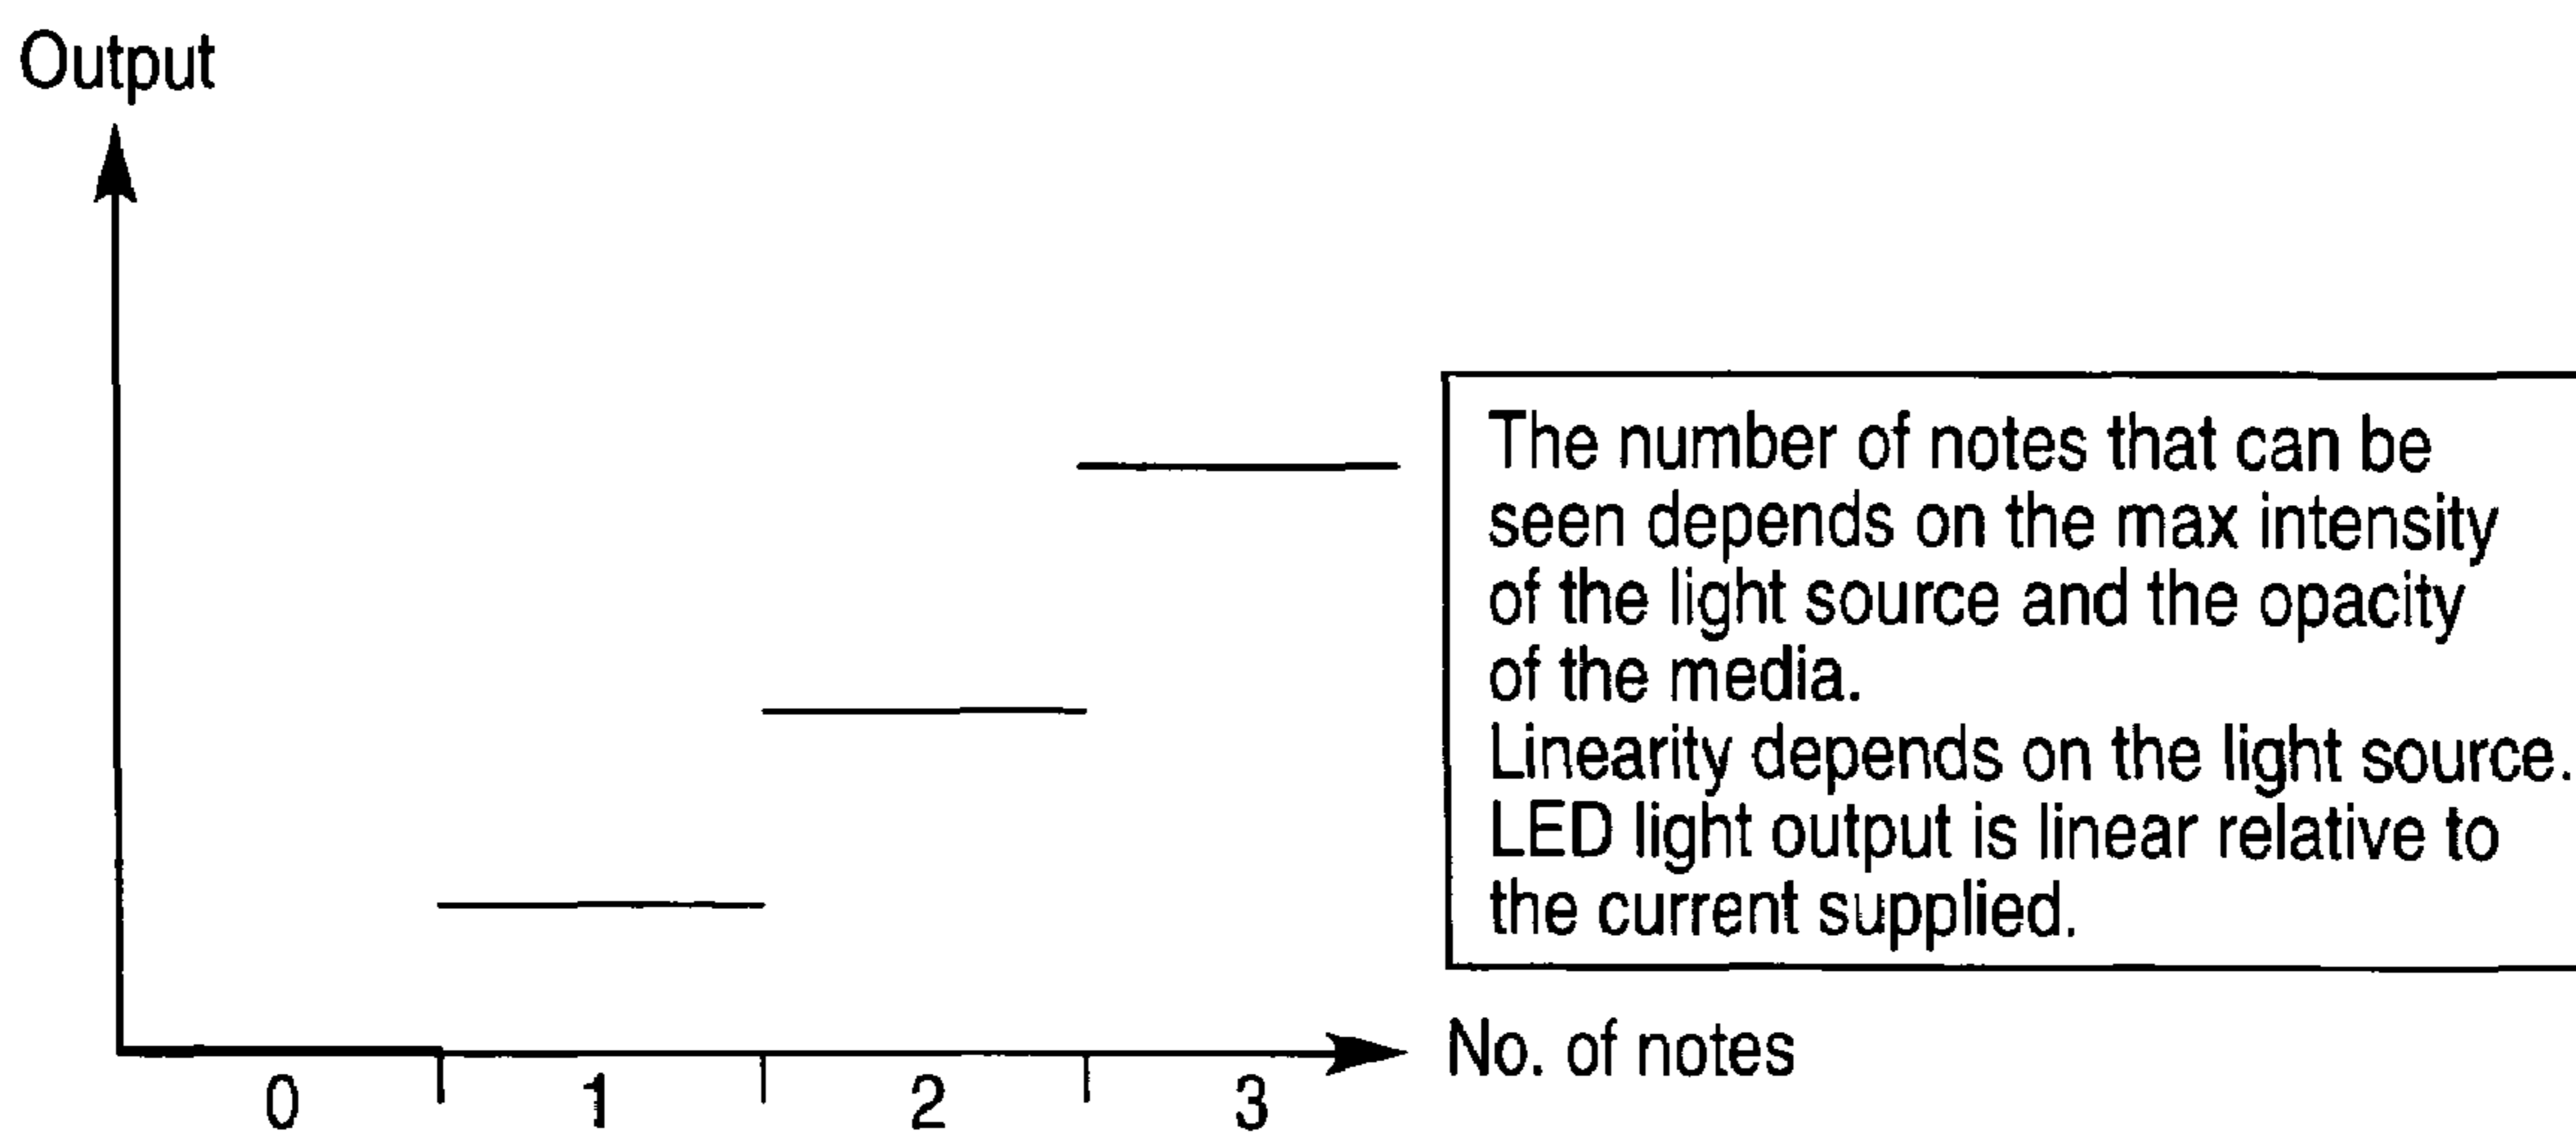 Output
The number of notes that can be
seen depends on the max intensity
of the light source and the opacity
of the media.
Linearity depends on the light source.
LED light output is linear relative to
the current supplied.
No. of notes
0 1 2 3